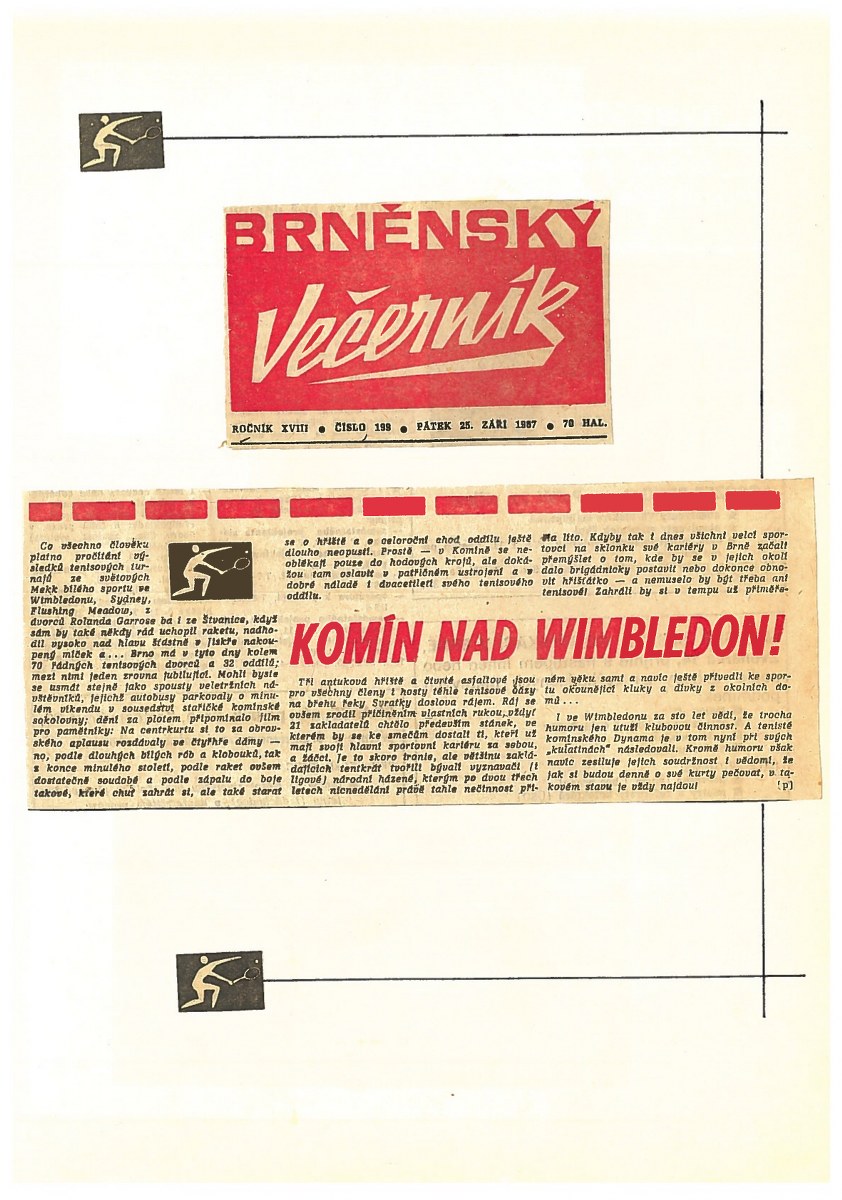 BRNĚNSKÝ
Večerník
ROČNÍK XVIII ● ČÍSLO 198 ● PÁTEK 25. ZÁŘÍ 1987 ● 70 HAL.
KOMÍN NAD WIMBLEDON!
Co všechno člověku
platno pročítání vý-
sledků tenisových tur-
najů ze světových
Mekk bílého sportu ve
Wimbledonu, Sydney,
Flushing Meadow, z
dvorců Rolanda Garrose ba i ze Štvanice, když
sám by také někdy rád uchopil raketu, nadho-
dil vysoko nad hlavu šťastně v Jiskře nakou-
pený míček a... Brno má v tyto dny kolem
70 řádných tenisových dvorců a 32 oddílů;
mezi nimi jeden zrovna jubilující. Mohli byste
se usmát stejně jako spousty veletržních ná-
vštěvníků, jejichž autobusy parkovaly o minu-
lém víkendu v sousedství stařičké komínské
sokolovny; dění za plotem připomínalo film
pro pamětníky: Na centrkurtu si to za obrov-
ského aplausu rozdávaly ve čtyřhře dámy —
no, podle dlouhých bílých rób a klobouků, tak
z konce minulého století, podle raket ovšem
dostatečně soudobé a podle zápalu do boje
takové, které chuť zahrát si, ale také starat
se o hřiště a o celoroční chod oddílu ještě
dlouho neopustí. Prostě — v Komíně se ne-
oblékají pouze do hodových krojů, ale doká-
žou tam oslavit v patřičném ustrojení a v
dobré náladě i dvacetiletí svého tenisového
oddílu.
Tři antuková hřiště a čtvrté asfaltové jsou
pro všechny členy i hosty téhle tenisové oázy
na břehu řeky Svratky doslova rájem. Ráj se
ovšem zrodil přičiněním vlastních rukou, vždyť
21 zakladatelů chtělo především stánek, ve
kterém by se ke smečům dostali ti, kteří už
mají svoji hlavní sportovní kariéru za sebou,
a žáčci. Je to skoro ironie, ale většinu zaklá-
dajících tenkrát tvořili bývalí vyznavači (i
ligové) národní házené, kterým po dvou třech
letech nicnedělání právě tahle nečinnost při-
šla líto. Kdyby tak i dnes všichni velcí spor-
tovci na sklonku své kariéry v Brně začali
přemýšlet o tom, kde by se v jejich okolí
dalo brigádnicky postavit nebo dokonce obno-
vit hřišťátko — a nemuselo by být třeba ani
tenisové! Zahráli by si v tempu už přiměře-
ném věku sami a navíc ještě přivedli ke spor-
tu okounějící kluky a dívky z okolních do-
mů...
I ve Wimbledonu za sto let vědí, že trocha
humoru jen utuží klubovou činnost. A tenisté
komínského Dynama je v tom nyní při svých
„kulatinách" následovali. Kromě humoru však
navíc zesiluje jejich soudržnost i vědomí, že
jak si budou denně o své kurty pečovat, v ta-
kovém stavu je vždy najdou! (p)